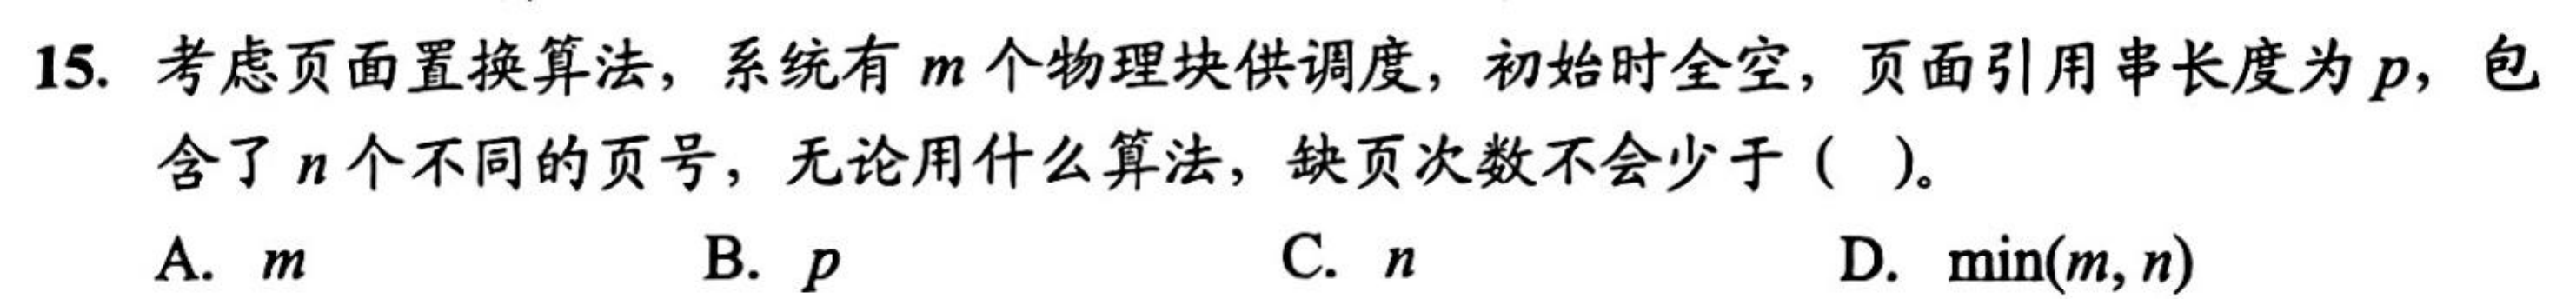 15. 考虑页面置换算法，系统有 m 个物理块供调度，初始时全空，页面引用串长度为 p，包
含了 n 个不同的页号，无论用什么算法，缺页次数不会少于（ ）。
A. m B. p C. n D. min(m, n)